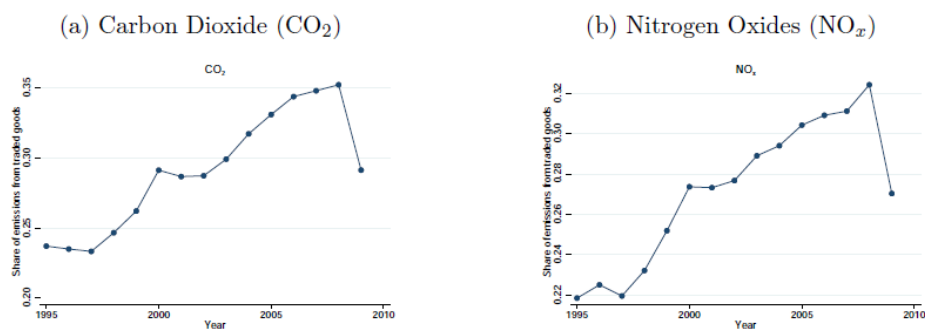 (a) Carbon Dioxide (CO₂)
CO₂
Share of emissions from traded goods
0.35
0.30
0.25
0.20
1995
2000
2005
2010
Year
(b) Nitrogen Oxides (NOₓ)
NOₓ
Share of emissions from traded goods
0.32
0.30
0.28
0.26
0.24
0.22
1995
2000
2005
2010
Year